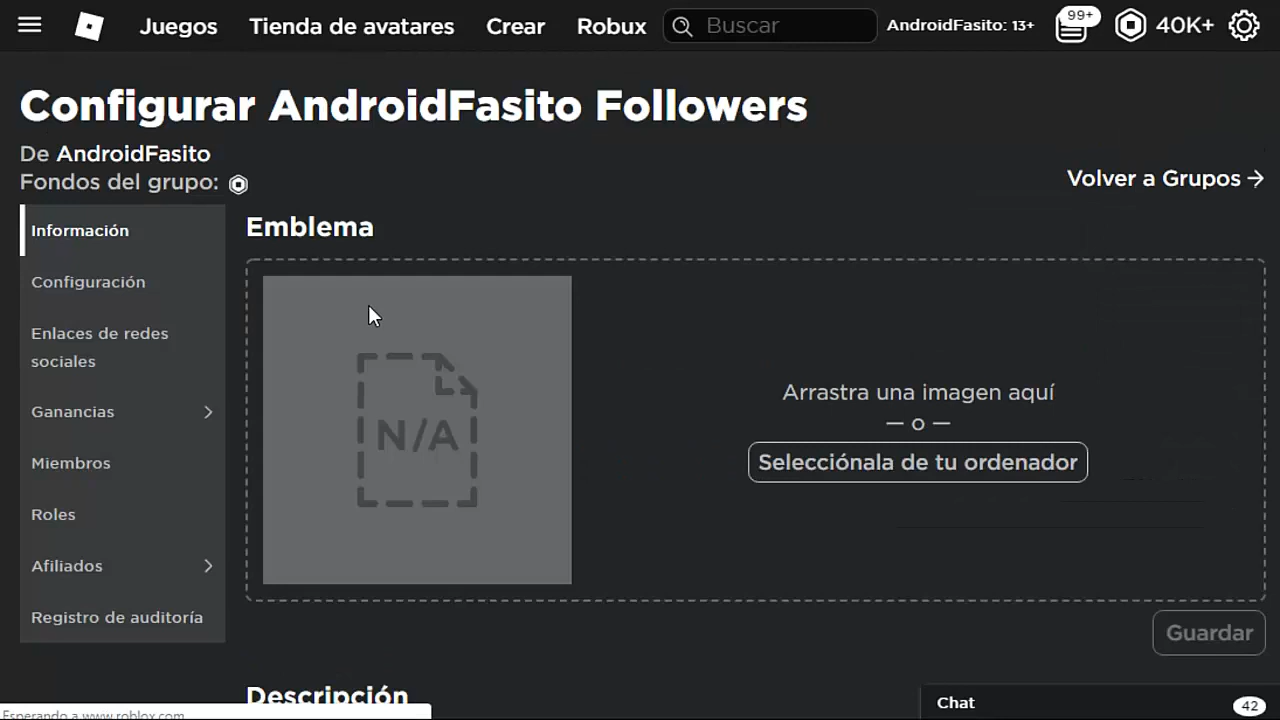 Juegos Tienda de avatares Crear Robux Buscar AndroidFasito: 13+ 99+ 40K+
Configurar AndroidFasito Followers
De AndroidFasito
Fondos del grupo:
Volver a Grupos →
Información
Configuración
Enlaces de redes
sociales
Ganancias
Miembros
Roles
Afiliados
Registro de auditoría
Emblema
N/A
Arrastra una imagen aquí
— o —
Selecciónala de tu ordenador
Guardar
Descripción
Chat 42
Esperando a www.roblox.com